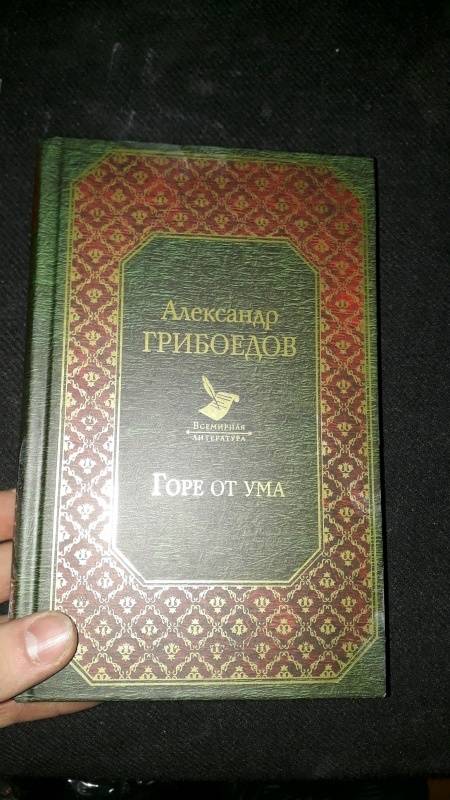 Александр
ГРИБОЕДОВ
Всемирная
литература
Горе от ума